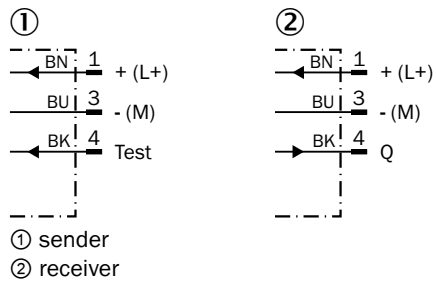 ① ②
BN 1 + (L+) BN 1 + (L+)
BU 3 - (M) BU 3 - (M)
BK 4 Test BK 4 Q
① sender
② receiver